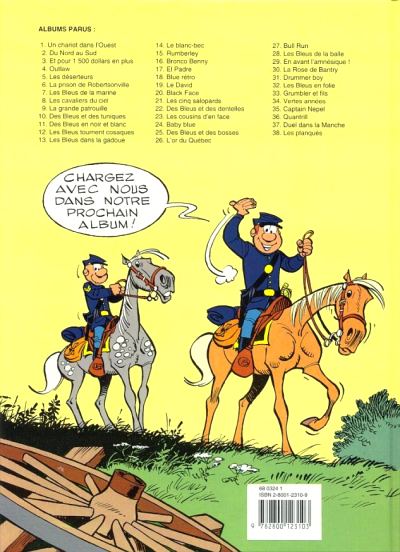 ALBUMS PARUS :
1. Un chariot dans l'Ouest
2. Du Nord au Sud
3. Et pour 1 500 dollars en plus
4. Outlaw
5. Les déserteurs
6. La prison de Robertsonville
7. Les Bleus de la marine
8. Les cavaliers du ciel
9. La grande patrouille
10. Des Bleus et des tuniques
11. Des Bleus en noir et blanc
12. Les Bleus tournent cosaques
13. Les Bleus dans la gadoue
14. Le blanc-bec
15. Rumberley
16. Bronco Benny
17. El Padre
18. Blue rétro
19. Le David
20. Black Face
21. Les cinq salopards
22. Des Bleus et des dentelles
23. Les cousins d'en face
24. Baby blue
25. Des Bleus et des bosses
26. L'or du Québec
27. Bull Run
28. Les Bleus de la balle
29. En avant l'amnésique !
30. La Rose de Bantry
31. Drummer boy
32. Les Bleus en folie
33. Grumbler et fils
34. Vertes années
35. Captain Nepel
36. Quantrill
37. Duel dans la Manche
38. Les planqués
CHARGEZ
AVEC NOUS
DANS NOTRE
PROCHAIN
ALBUM!
68 0324 1
ISBN 2-8001-2310-9
9 782800 123103